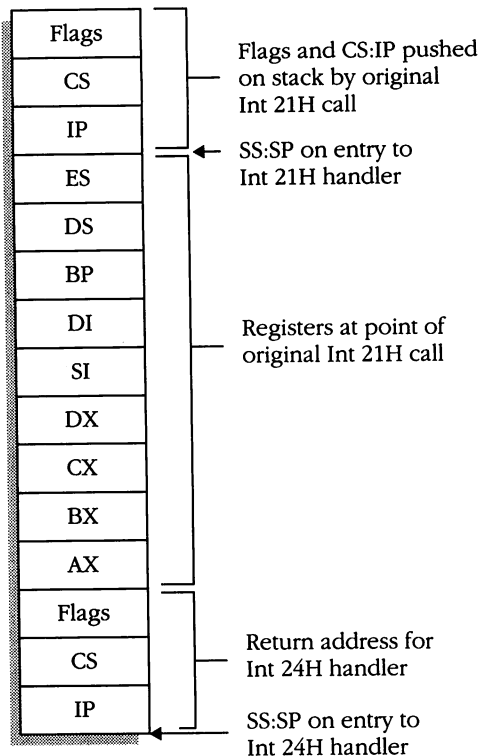 Flags
CS
IP
ES
DS
BP
DI
SI
DX
CX
BX
AX
Flags
CS
IP
Flags and CS:IP pushed
on stack by original
Int 21H call
SS:SP on entry to
Int 21H handler
Registers at point of
original Int 21H call
Return address for
Int 24H handler
SS:SP on entry to
Int 24H handler